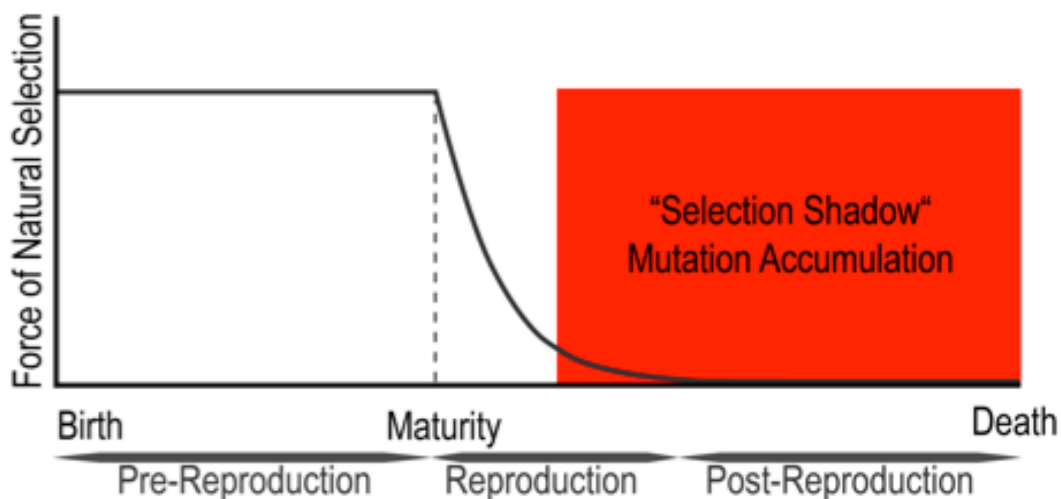 Force of Natural Selection
“Selection Shadow“
Mutation Accumulation
Birth
Maturity
Death
Pre-Reproduction
Reproduction
Post-Reproduction